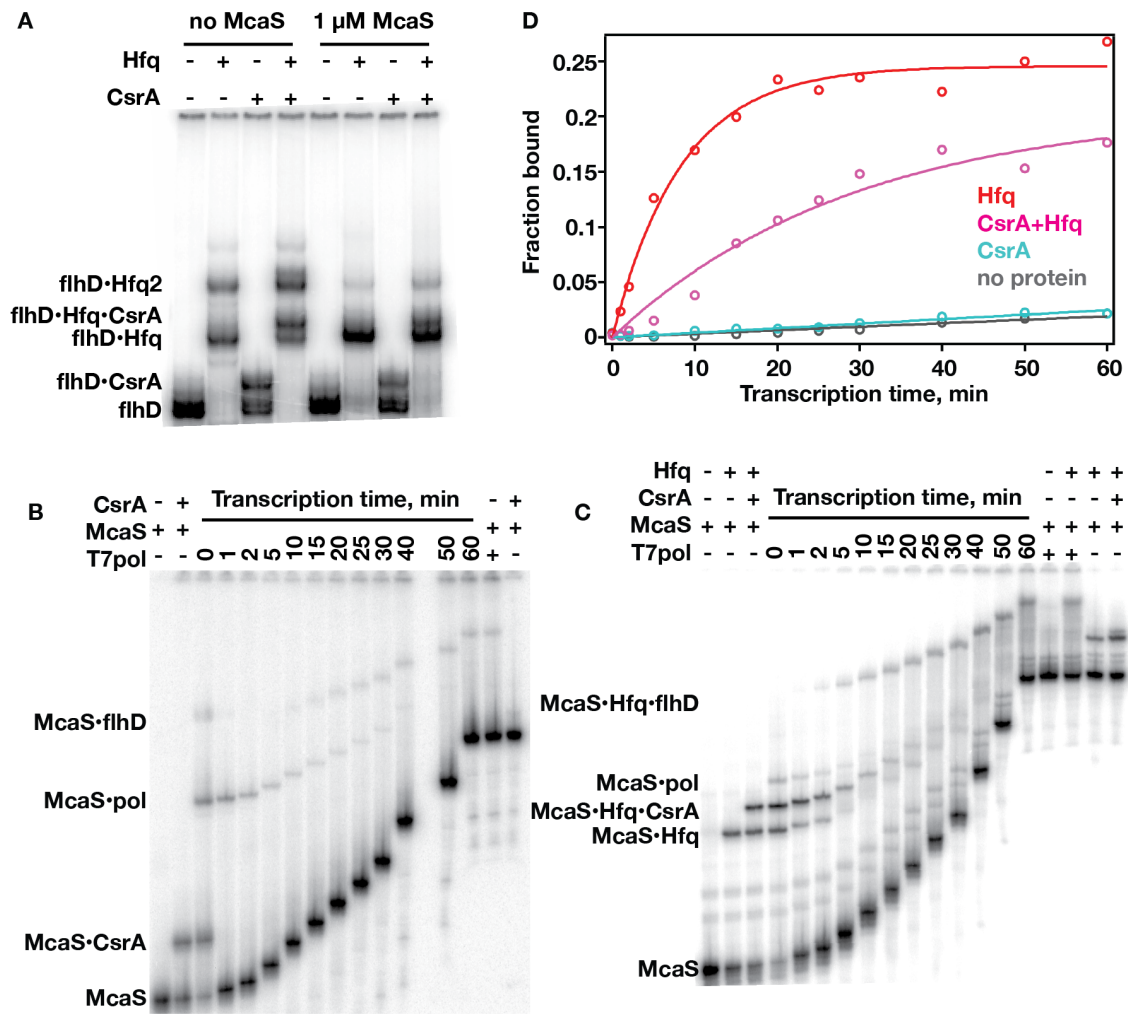 A
no McaS 1 µM McaS
Hfq - + - + - + - +
CsrA - - + + - - + +
flhD•Hfq2
flhD•Hfq•CsrA
flhD•Hfq
flhD•CsrA
flhD
D
Fraction bound
0.25
0.2
0.15
0.1
0.05
0
Hfq
CsrA+Hfq
CsrA
no protein
0 10 20 30 40 50 60
Transcription time, min
B
CsrA - + Transcription time, min - +
McaS + + + +
T7pol - - 0 1 2 5 10 15 20 25 30 40 50 60 + -
McaS•flhD
McaS•pol
McaS•CsrA
McaS
C
Hfq - + + - + + +
CsrA - - + Transcription time, min - - - +
McaS + + + + + + +
T7pol - - - 0 1 2 5 10 15 20 25 30 40 50 60 + + - -
McaS•Hfq•flhD
McaS•pol
McaS•Hfq•CsrA
McaS•Hfq
McaS